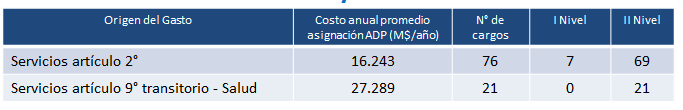 Origen del Gasto Costo anual promedio asignación ADP (M$/año) N° de cargos I Nivel II Nivel
Servicios artículo 2° 16.243 76 7 69
Servicios artículo 9° transitorio - Salud 27.289 21 0 21